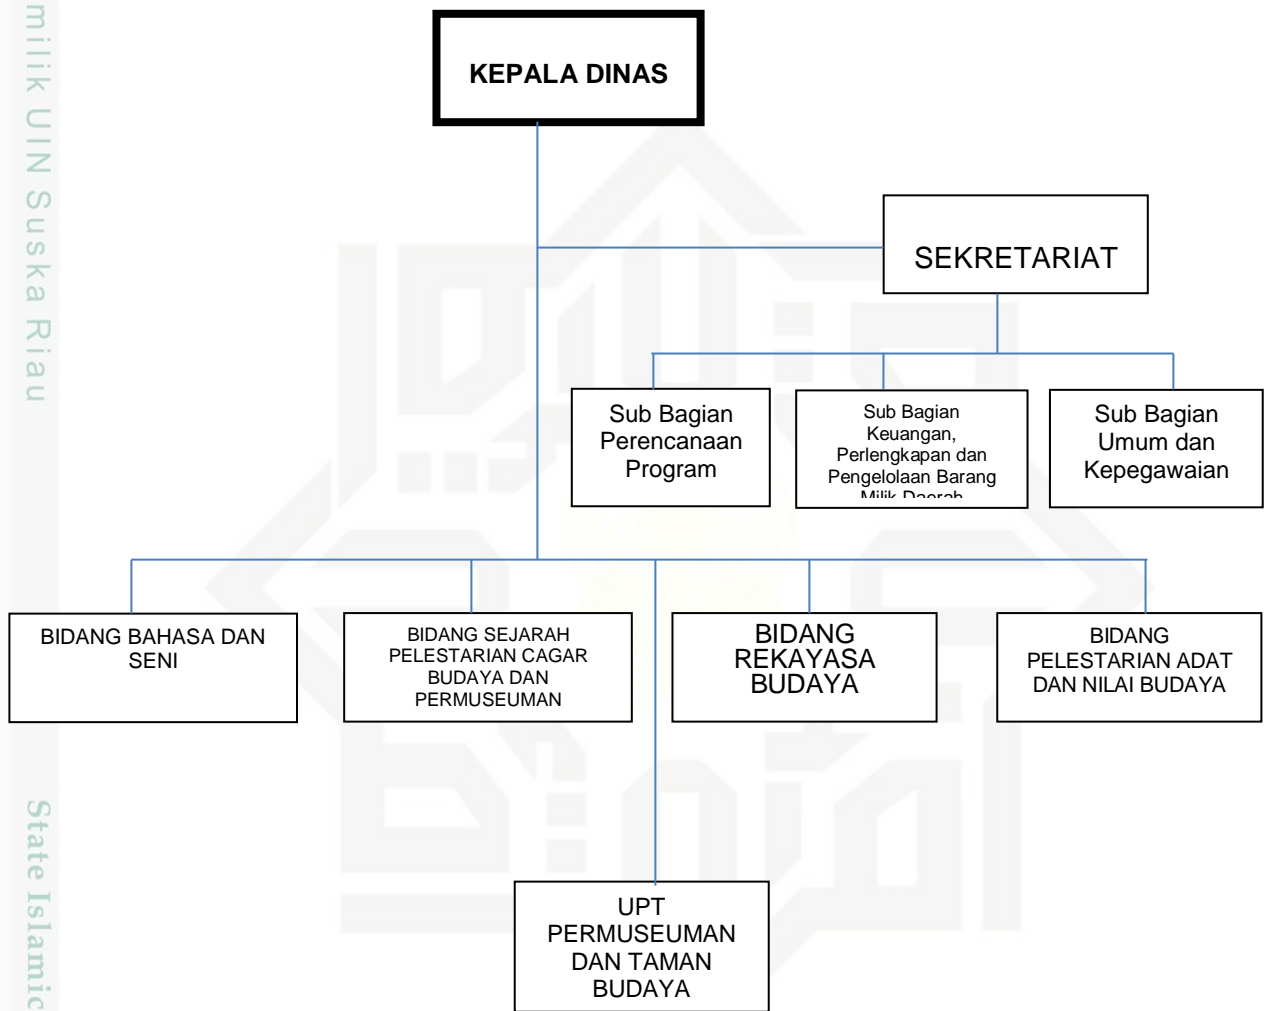 milik UIN Suska Riau
State Islamic
KEPALA DINAS
SEKRETARIAT
Sub Bagian
Perencanaan
Program
Sub Bagian
Keuangan,
Perlengkapan dan
Pengelolaan Barang
Milik Daerah
Sub Bagian
Umum dan
Kepegawaian
BIDANG BAHASA DAN
SENI
BIDANG SEJARAH
PELESTARIAN CAGAR
BUDAYA DAN
PERMUSEUMAN
BIDANG
REKAYASA
BUDAYA
BIDANG
PELESTARIAN ADAT
DAN NILAI BUDAYA
UPT
PERMUSEUMAN
DAN TAMAN
BUDAYA